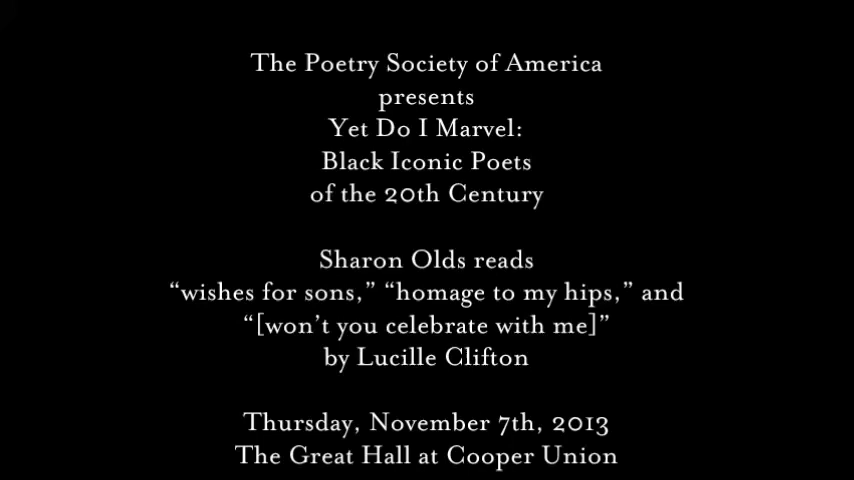 The Poetry Society of America
presents
Yet Do I Marvel:
Black Iconic Poets
of the 20th Century
Sharon Olds reads
“wishes for sons,” “homage to my hips,” and
“[won’t you celebrate with me]”
by Lucille Clifton
Thursday, November 7th, 2013
The Great Hall at Cooper Union